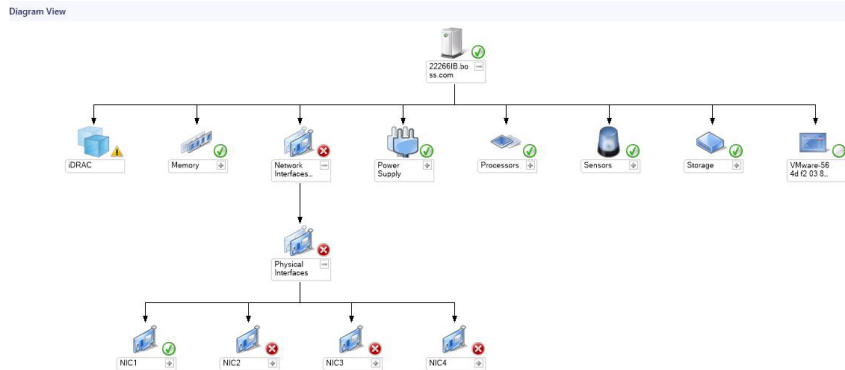 Diagram View
22266IB.bo
ss.com
iDRAC
Memory
Network
Interfaces...
Power
Supply
Processors
Sensors
Storage
VMware-56
4d f2 03 8...
Physical
Interfaces
NIC1
NIC2
NIC3
NIC4